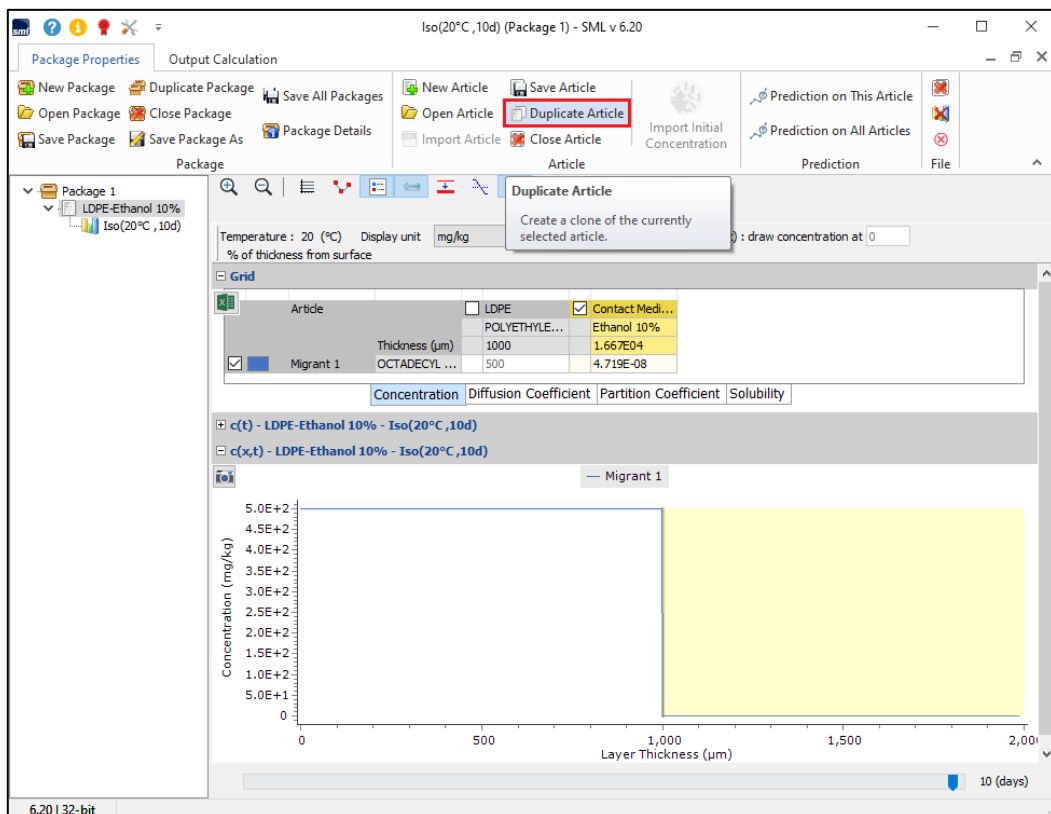 sml
Iso(20°C ,10d) (Package 1) - SML v 6.20
Package Properties Output Calculation
New Package Duplicate Package Save All Packages New Article Save Article Prediction on This Article
Open Package Close Package Open Article Duplicate Article Import Initial
Concentration
Save Package Save Package As Package Details Import Article Close Article Prediction on All Articles
Package Article Prediction File
Package 1
LDPE-Ethanol 10%
Iso(20°C ,10d)
Duplicate Article
Create a clone of the currently
selected article.
Temperature : 20 (°C) Display unit mg/kg : draw concentration at 0
% of thickness from surface
Grid
Article LDPE Contact Medi...
POLYETHYLE... Ethanol 10%
Thickness (µm) 1000 1.667E04
Migrant 1 OCTADECYL ... 500 4.719E-08
Concentration Diffusion Coefficient Partition Coefficient Solubility
c(t) - LDPE-Ethanol 10% - Iso(20°C ,10d)
c(x,t) - LDPE-Ethanol 10% - Iso(20°C ,10d)
Migrant 1
Concentration (mg/kg)
5.0E+2
4.5E+2
4.0E+2
3.5E+2
3.0E+2
2.5E+2
2.0E+2
1.5E+2
1.0E+2
5.0E+1
0
0 500 1,000 1,500 2,00
Layer Thickness (µm)
10 (days)
6.20 | 32-bit